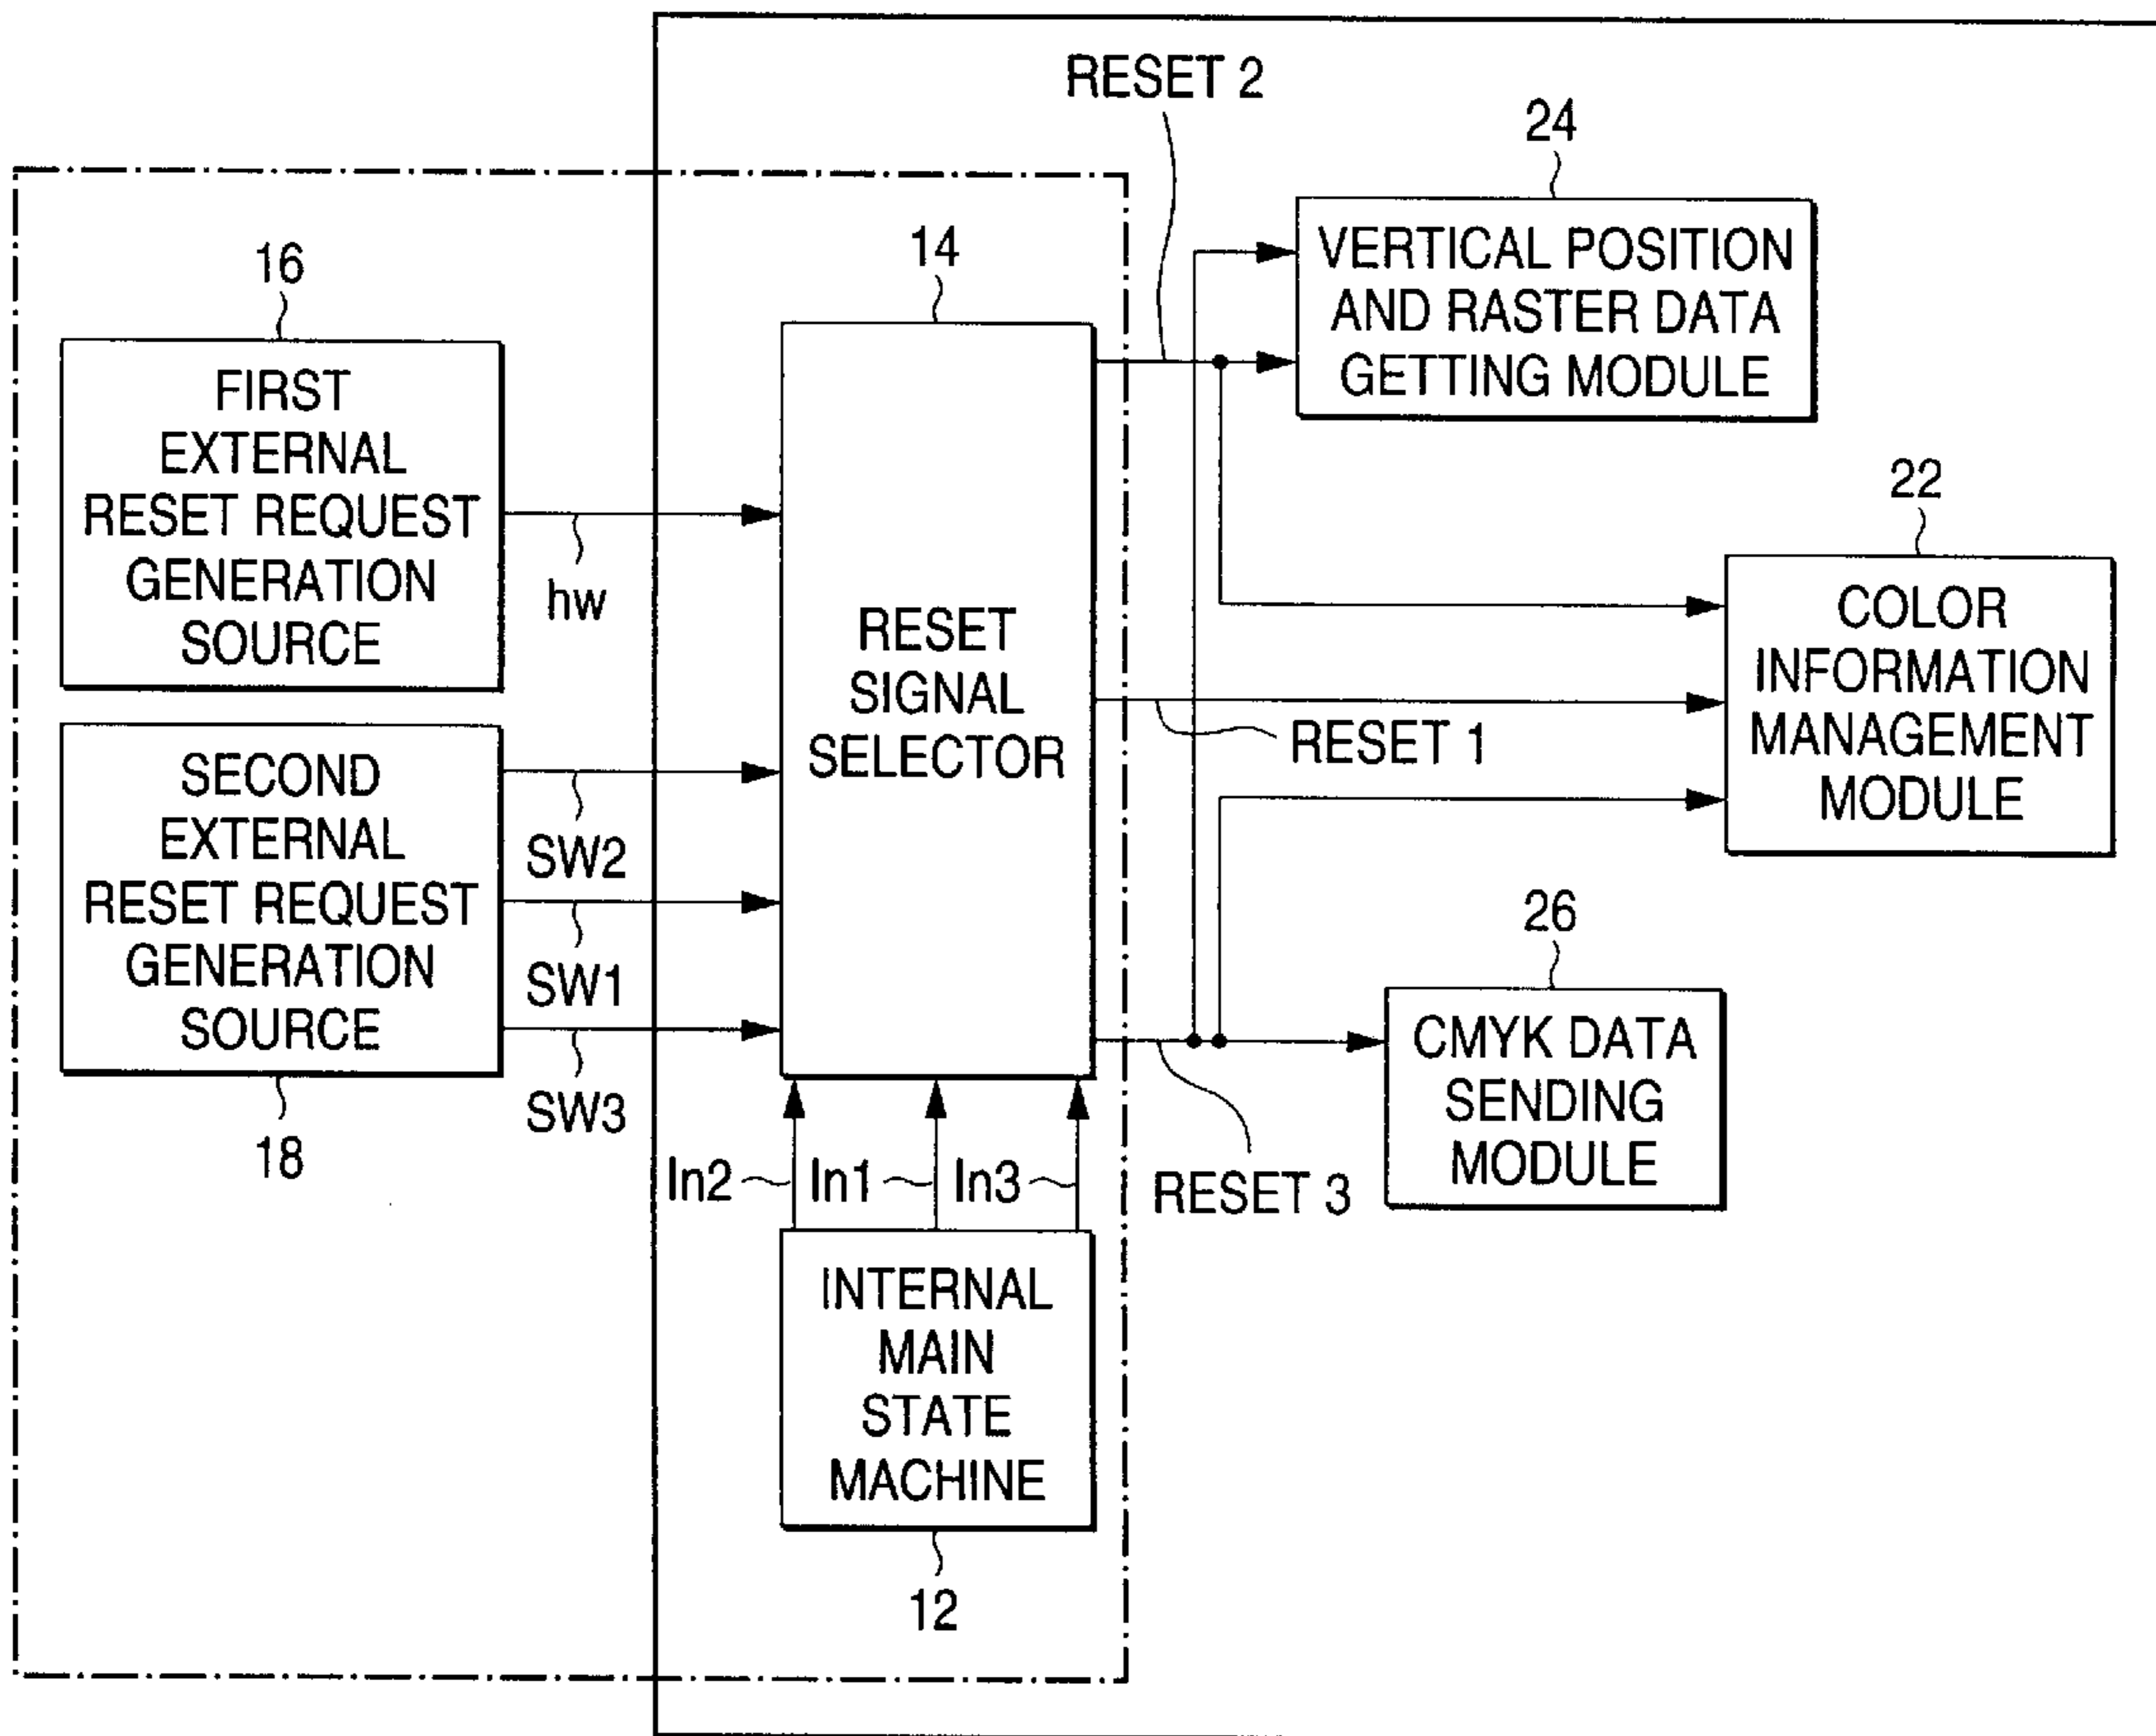 RESET 2
24
VERTICAL POSITION
AND RASTER DATA
GETTING MODULE
16
FIRST
EXTERNAL
RESET REQUEST
GENERATION
SOURCE
hw
14
RESET
SIGNAL
SELECTOR
22
COLOR
INFORMATION
MANAGEMENT
MODULE
RESET 1
SECOND
EXTERNAL
RESET REQUEST
GENERATION
SOURCE
18
SW2
SW1
SW3
26
CMYK DATA
SENDING
MODULE
RESET 3
In2
In1
In3
INTERNAL
MAIN
STATE
MACHINE
12